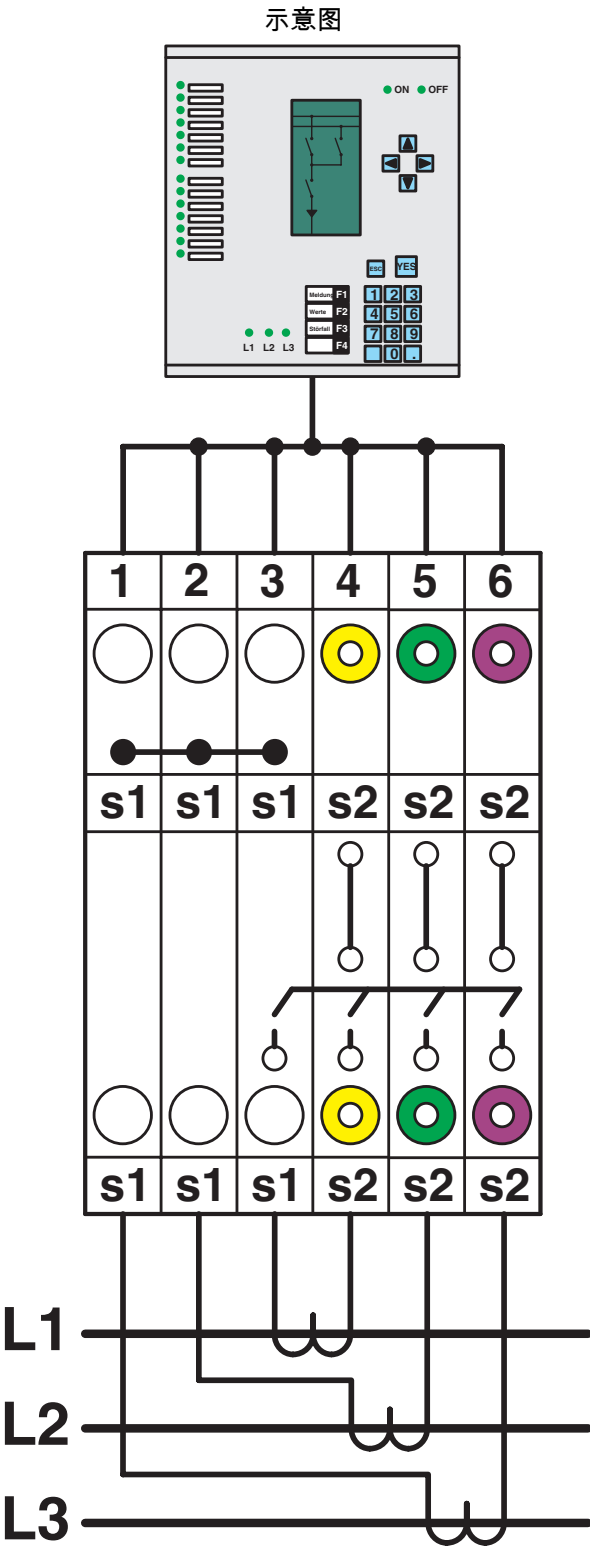 示意图
ON OFF
ESC YES
Meldung F1
Werte F2
Störfall F3
F4
1 2 3
4 5 6
7 8 9
0 .
L1 L2 L3
1 2 3 4 5 6
s1 s1 s1 s2 s2 s2
s1 s1 s1 s2 s2 s2
L1
L2
L3